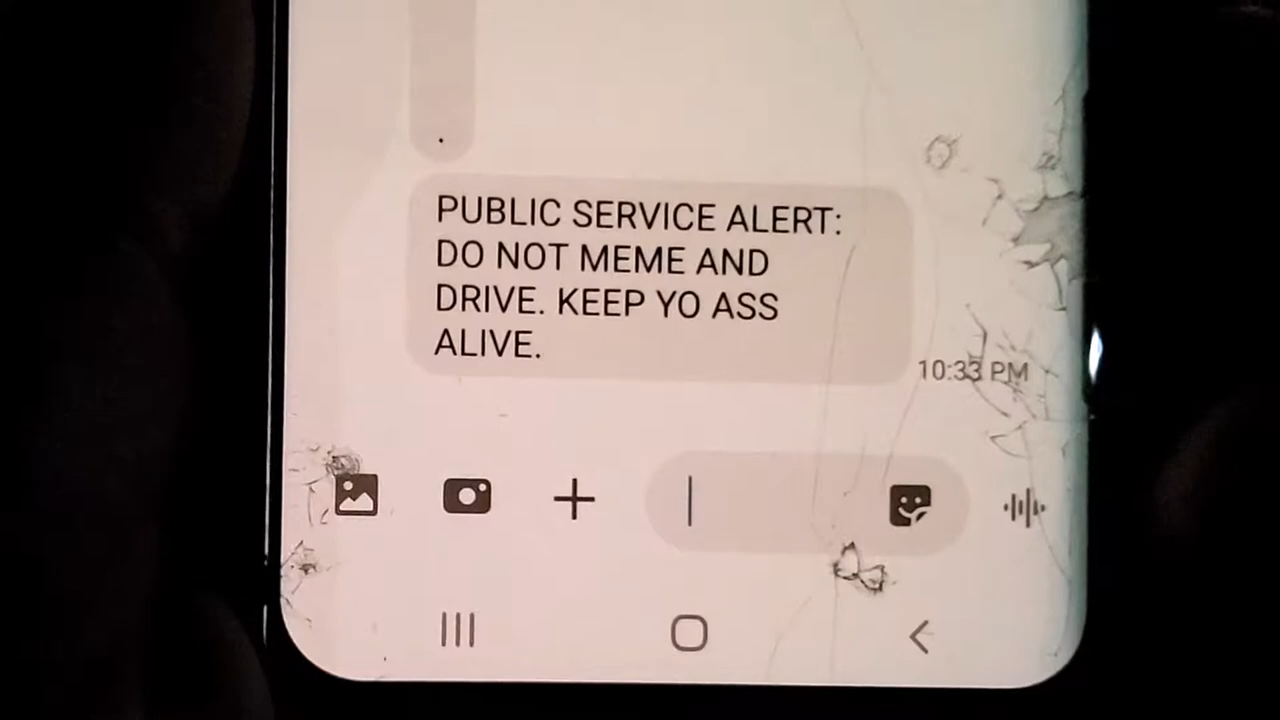 PUBLIC SERVICE ALERT:
DO NOT MEME AND
DRIVE. KEEP YO ASS
ALIVE.
10:33 PM